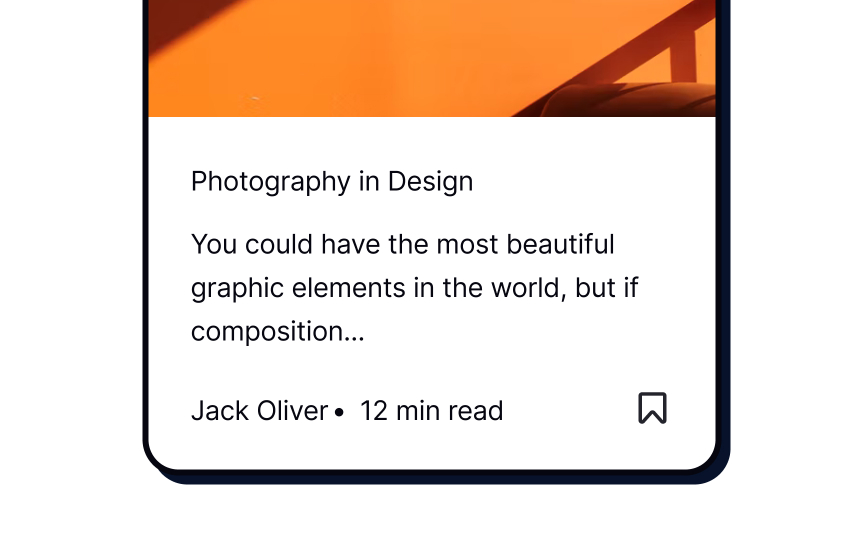 Photography in Design
You could have the most beautiful
graphic elements in the world, but if
composition...
Jack Oliver • 12 min read